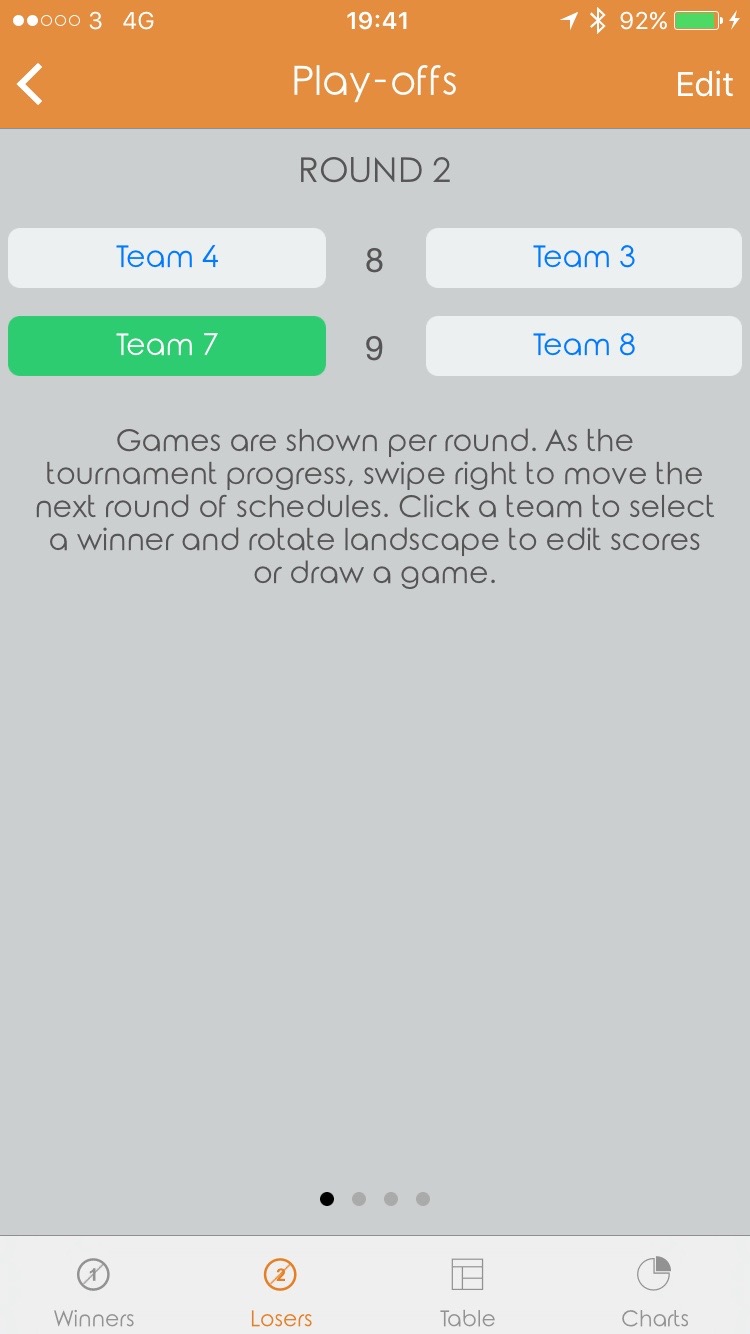 3 4G 19:41 92%
Play-offs Edit
ROUND 2
Team 4 8 Team 3
Team 7 9 Team 8
Games are shown per round. As the
tournament progress, swipe right to move the
next round of schedules. Click a team to select
a winner and rotate landscape to edit scores
or draw a game.
1 2
Winners Losers Table Charts